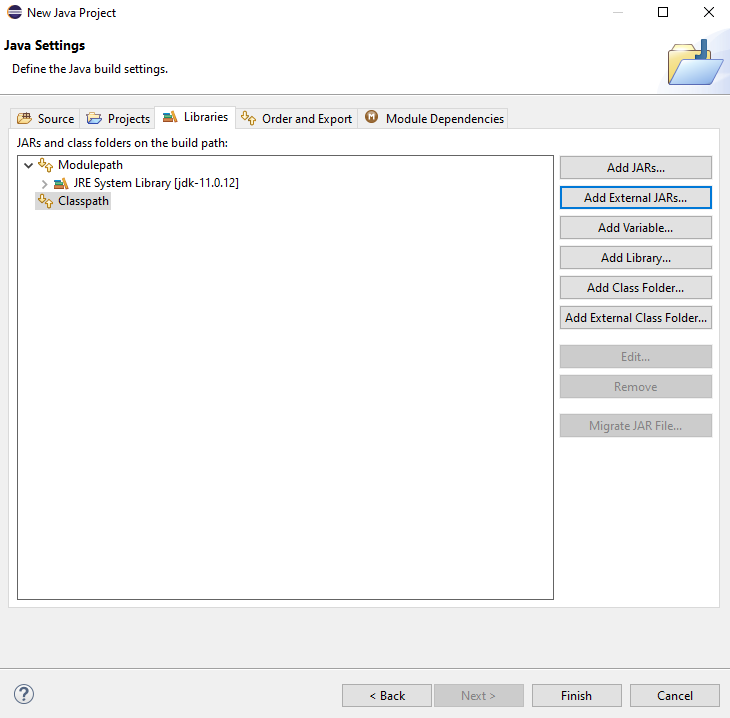 New Java Project
Java Settings
Define the Java build settings.
Source Projects Libraries Order and Export M Module Dependencies
JARs and class folders on the build path:
Modulepath
JRE System Library [jdk-11.0.12]
Classpath
Add JARs...
Add External JARs...
Add Variable...
Add Library...
Add Class Folder...
Add External Class Folder...
Edit...
Remove
Migrate JAR File...
? < Back Next > Finish Cancel